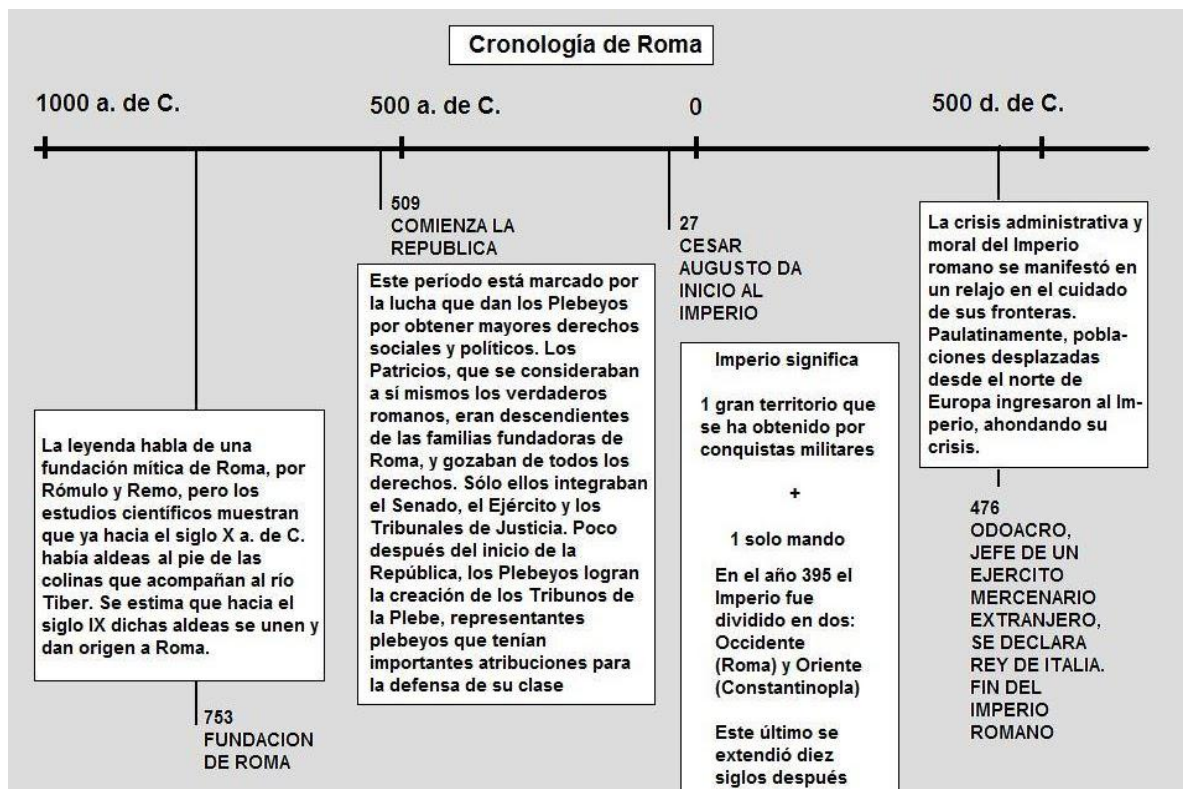 Cronología de Roma
1000 a. de C.
500 a. de C.
0
500 d. de C.
La leyenda habla de una
fundación mítica de Roma, por
Rómulo y Remo, pero los
estudios científicos muestran
que ya hacia el siglo X a. de C.
había aldeas al pie de las
colinas que acompañan al río
Tiber. Se estima que hacia el
siglo IX dichas aldeas se unen y
dan origen a Roma.
753
FUNDACION
DE ROMA
509
COMIENZA LA
REPUBLICA
Este período está marcado por
la lucha que dan los Plebeyos
por obtener mayores derechos
sociales y políticos. Los
Patricios, que se consideraban
a sí mismos los verdaderos
romanos, eran descendientes
de las familias fundadoras de
Roma, y gozaban de todos los
derechos. Sólo ellos integraban
el Senado, el Ejército y los
Tribunales de Justicia. Poco
después del inicio de la
República, los Plebeyos logran
la creación de los Tribunos de
la Plebe, representantes
plebeyos que tenían
importantes atribuciones para
la defensa de su clase
27
CESAR
AUGUSTO DA
INICIO AL
IMPERIO
Imperio significa
1 gran territorio que
se ha obtenido por
conquistas militares
+
1 solo mando
En el año 395 el
Imperio fue
dividido en dos:
Occidente
(Roma) y Oriente
(Constantinopla)
Este último se
extendió diez
siglos después
La crisis administrativa y
moral del Imperio
romano se manifestó en
un relajo en el cuidado
de sus fronteras.
Paulatinamente, pobla-
ciones desplazadas
desde el norte de
Europa ingresaron al Im-
perio, ahondando su
crisis.
476
ODOACRO,
JEFE DE UN
EJERCITO
MERCENARIO
EXTRANJERO,
SE DECLARA
REY DE ITALIA.
FIN DEL
IMPERIO
ROMANO